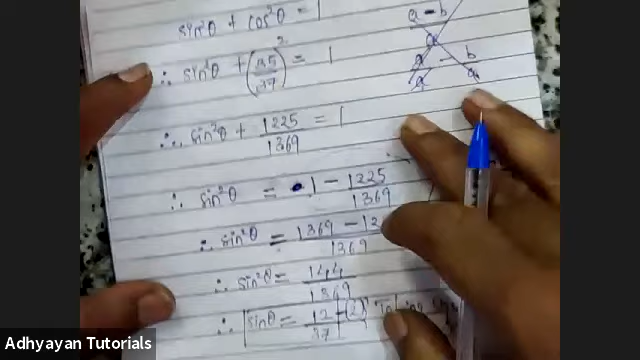 sin²θ + cos²θ = 1
∴ sin²θ + (35/37)² = 1
∴ sin²θ + 1225/1369 = 1
∴ sin²θ = 1 - 1225/1369
∴ sin²θ = 1369 - 12 /1369
∴ sin²θ = 144/1369
∴ sinθ = 12/37 - (2)
a - b
a
b
Adhyayan Tutorials